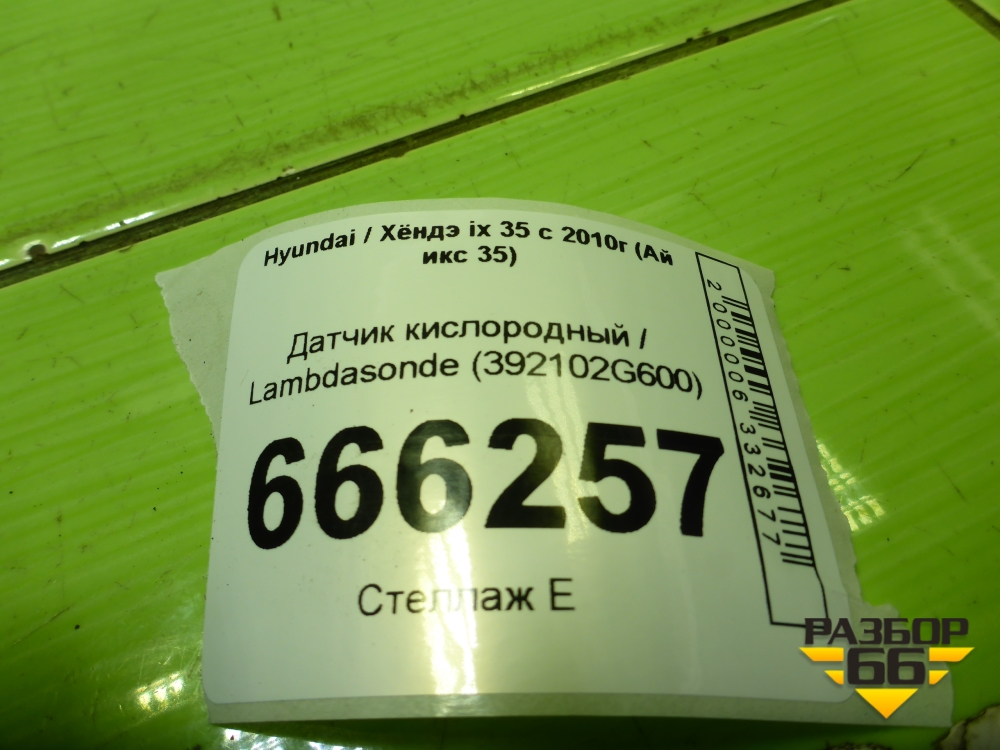 Hyundai / Хёндэ ix 35 с 2010г (Ай
икс 35)
Датчик кислородный /
Lambdasonde (392102G600)
666257
Стеллаж E
2000006332677
РАЗБОР
66